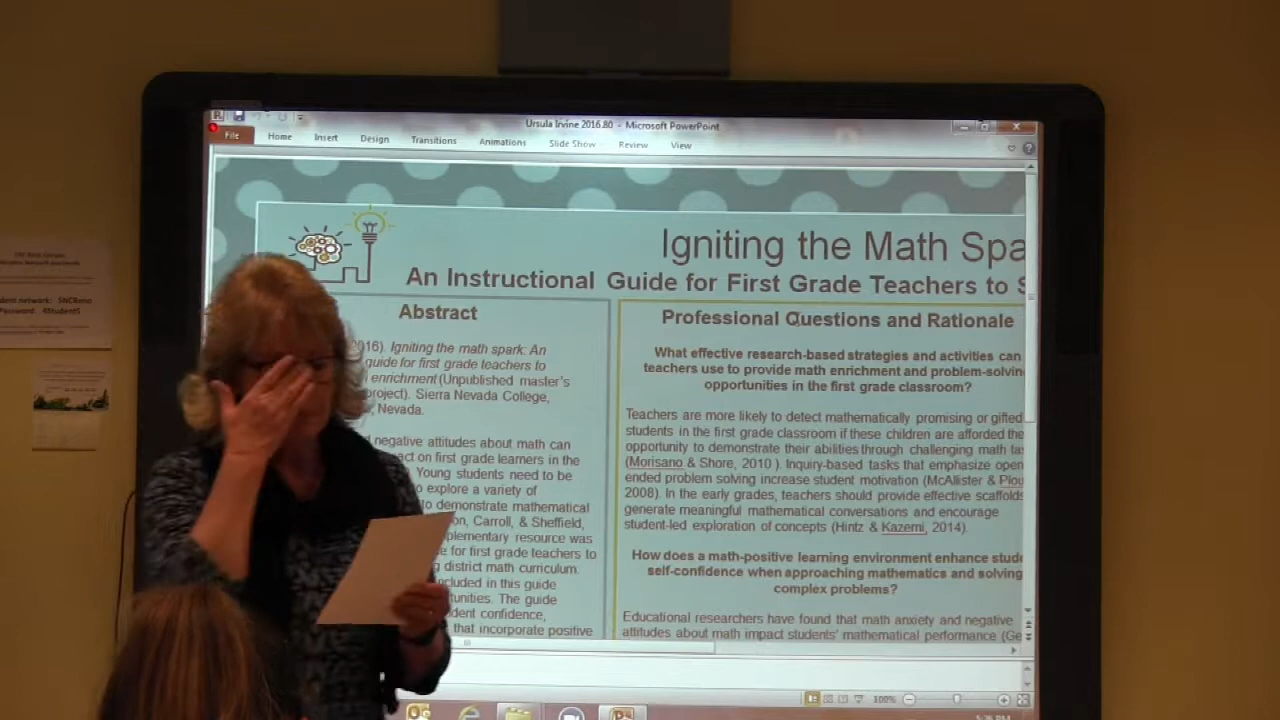 Ursula Irvine 2016.80 - Microsoft PowerPoint
File Home Insert Design Transitions Animations Slide Show Review View
Igniting the Math Spa
An Instructional Guide for First Grade Teachers to S
Abstract
16). Igniting the math spark: An
guide for first grade teachers to
enrichment (Unpublished master's
project). Sierra Nevada College,
, Nevada.
negative attitudes about math can
act on first grade learners in the
. Young students need to be
o explore a variety of
to demonstrate mathematical
on, Carroll, & Sheffield,
plementary resource was
e for first grade teachers to
g district math curriculum.
cluded in this guide
tunities. The guide
dent confidence,
that incorporate positive
Professional Questions and Rationale
What effective research-based strategies and activities can
teachers use to provide math enrichment and problem-solvin
opportunities in the first grade classroom?
Teachers are more likely to detect mathematically promising or gifted
students in the first grade classroom if these children are afforded the
opportunity to demonstrate their abilities through challenging math ta
(Morisano & Shore, 2010 ). Inquiry-based tasks that emphasize open
ended problem solving increase student motivation (McAllister & Plou
2008). In the early grades, teachers should provide effective scaffolds
generate meaningful mathematical conversations and encourage
student-led exploration of concepts (Hintz & Kazemi, 2014).
How does a math-positive learning environment enhance stude
self-confidence when approaching mathematics and solving
complex problems?
Educational researchers have found that math anxiety and negative
attitudes about math impact students' mathematical performance (Ge
100%
dent network: SNCReno
Password: 4StudentS